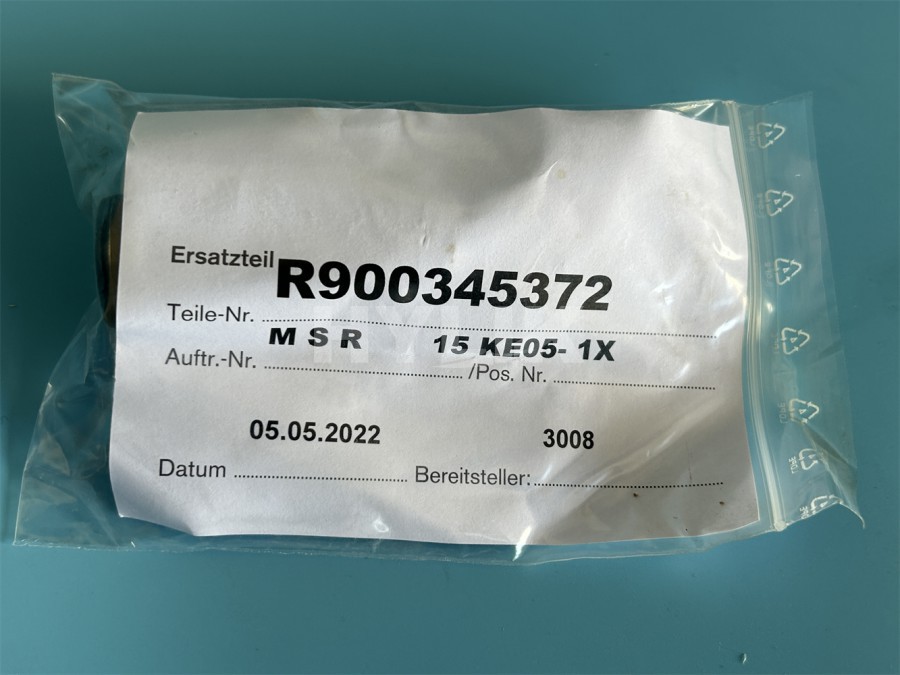 Ersatzteil R900345372
Teile-Nr.
M S R 15 KE05- 1X
Auftr.-Nr. /Pos. Nr.
05.05.2022 3008
Datum Bereitsteller: